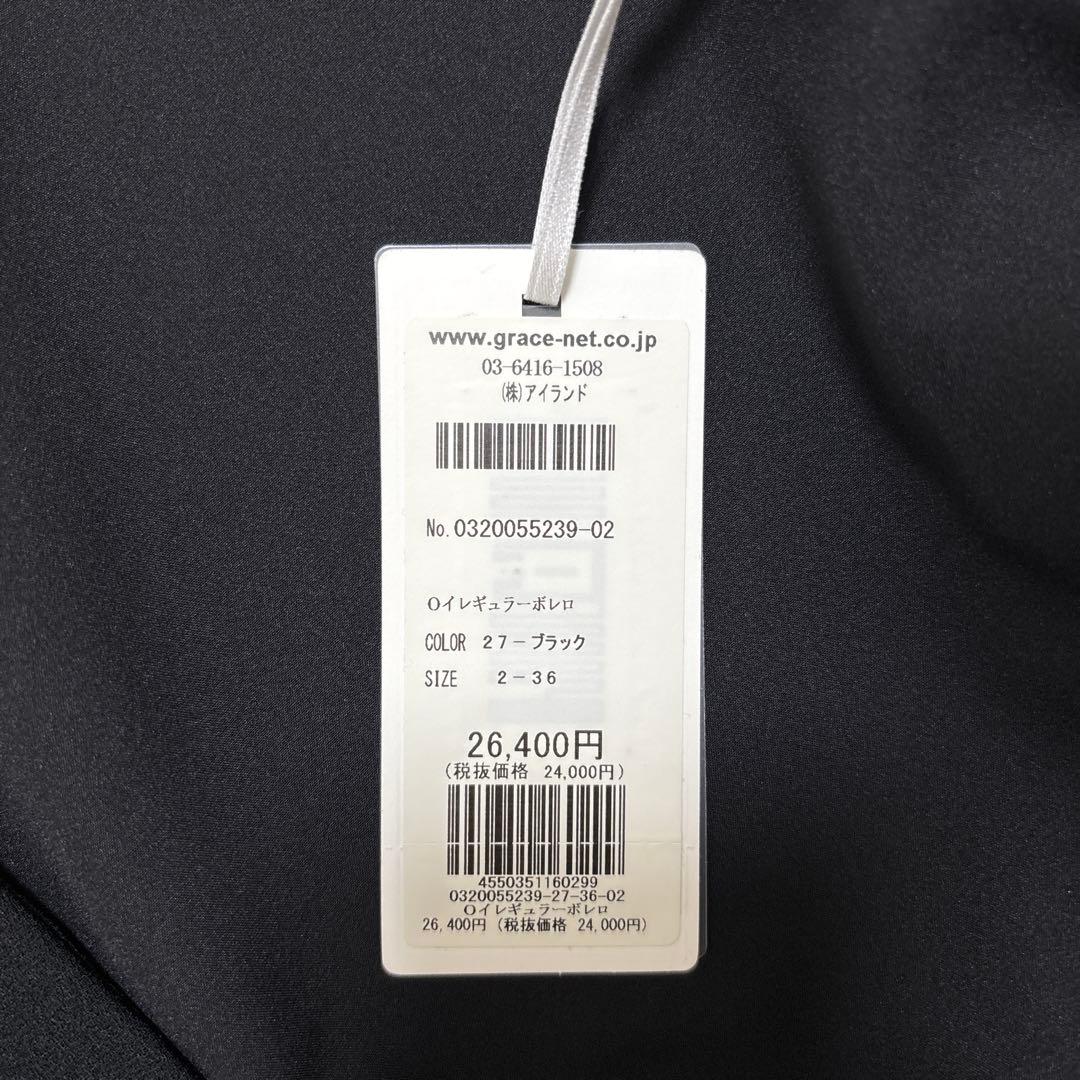 www.grace-net.co.jp
03-6416-1508
(株)アイランド
No.0320055239-02
Oイレギュラーボレロ
COLOR 27-ブラック
SIZE 2-36
26,400円
(税抜価格 24,000円)
4550351160299
0320055239-27-36-02
Oイレギュラーボレロ
26,400円 (税抜価格 24,000円)